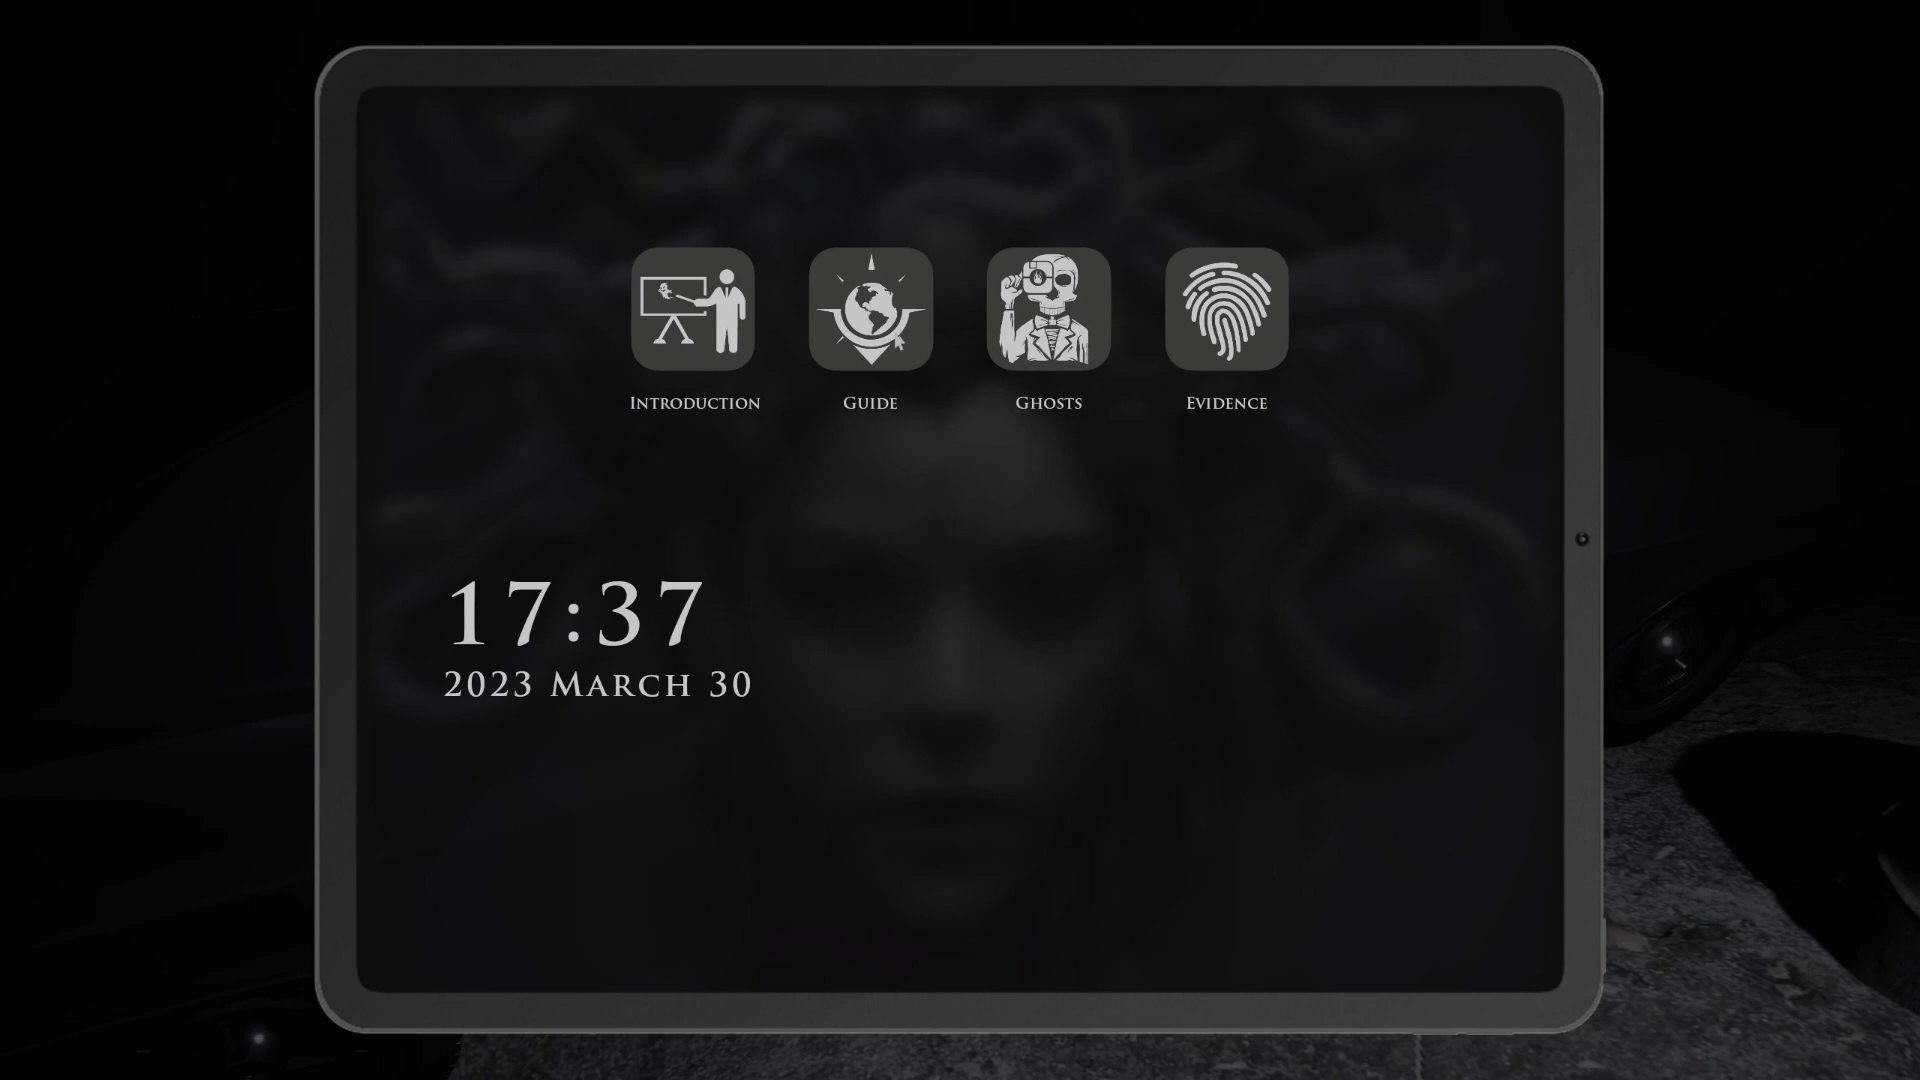 Introduction
Guide
Ghosts
Evidence
17:37
2023 March 30